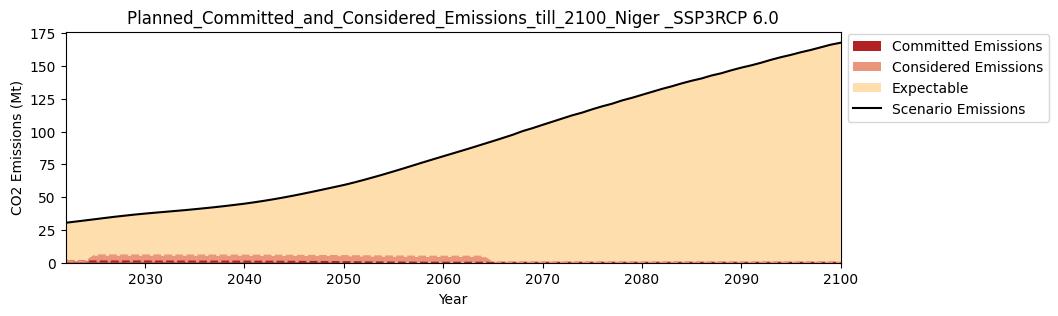 Planned_Committed_and_Considered_Emissions_till_2100_Niger _SSP3RCP 6.0
175
150
125
100
75
50
25
0
CO2 Emissions (Mt)
2030 2040 2050 2060 2070 2080 2090 2100
Year
Committed Emissions
Considered Emissions
Expectable
Scenario Emissions